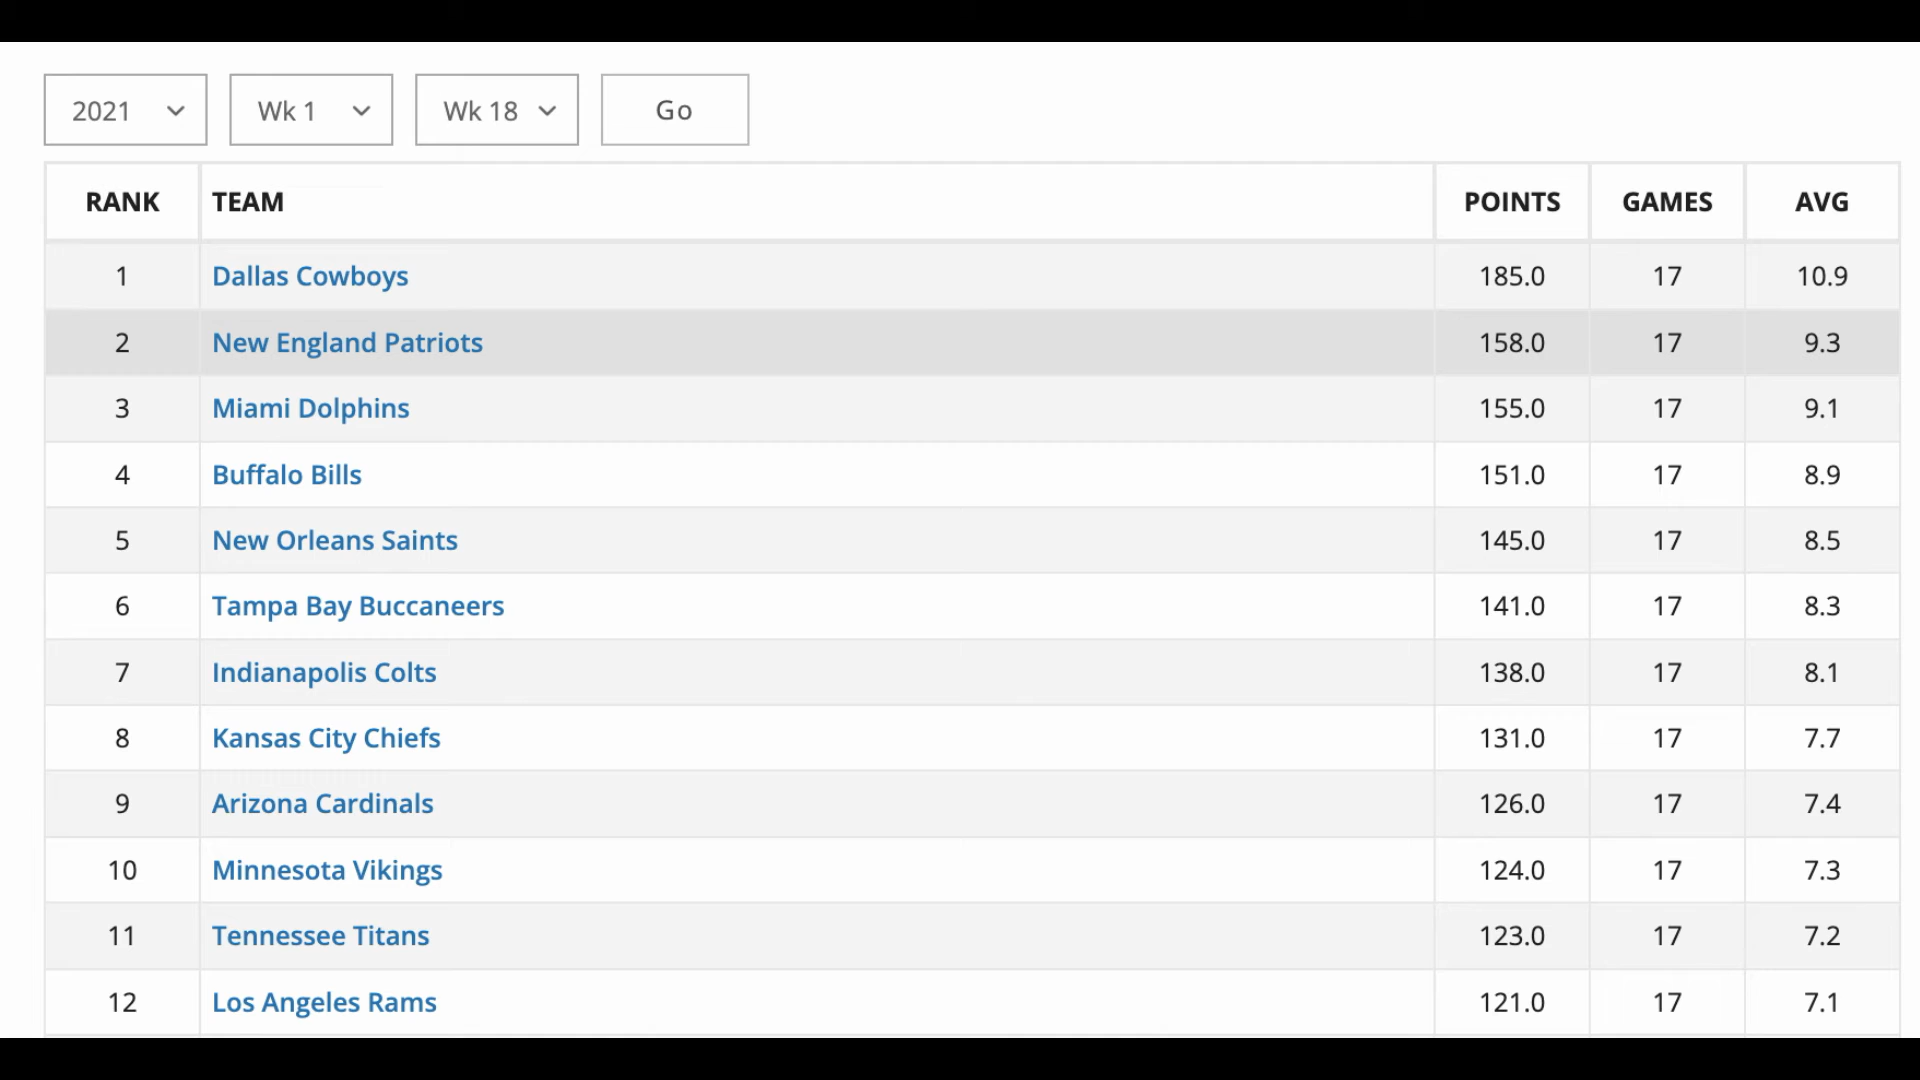 2021 Wk 1 Wk 18 Go
RANK TEAM POINTS GAMES AVG
1 Dallas Cowboys 185.0 17 10.9
2 New England Patriots 158.0 17 9.3
3 Miami Dolphins 155.0 17 9.1
4 Buffalo Bills 151.0 17 8.9
5 New Orleans Saints 145.0 17 8.5
6 Tampa Bay Buccaneers 141.0 17 8.3
7 Indianapolis Colts 138.0 17 8.1
8 Kansas City Chiefs 131.0 17 7.7
9 Arizona Cardinals 126.0 17 7.4
10 Minnesota Vikings 124.0 17 7.3
11 Tennessee Titans 123.0 17 7.2
12 Los Angeles Rams 121.0 17 7.1